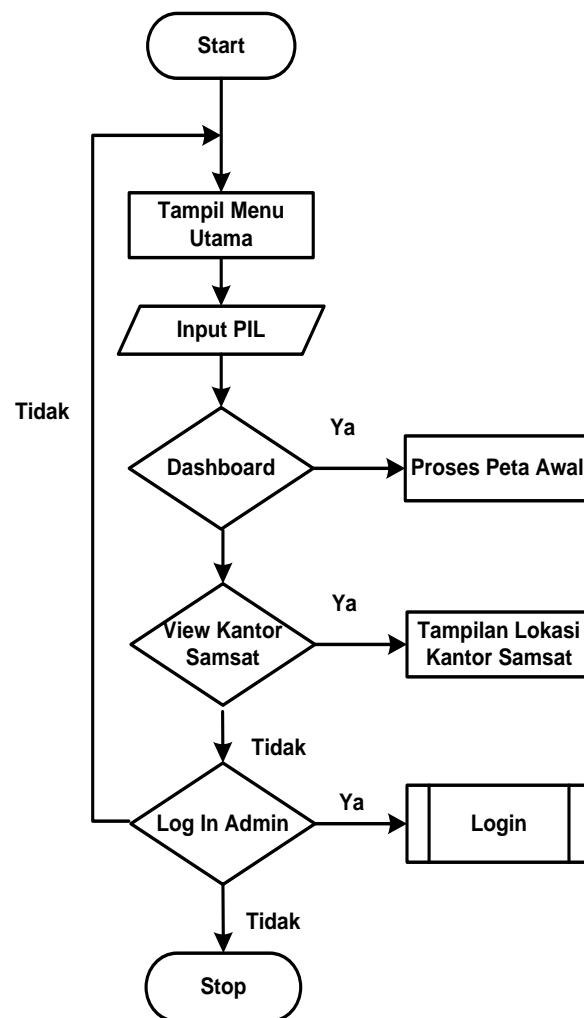 Start
Tampil Menu
Utama
Input PIL
Tidak
Ya
Dashboard
Proses Peta Awal
Ya
View Kantor
Samsat
Tampilan Lokasi
Kantor Samsat
Tidak
Ya
Log In Admin
Login
Tidak
Stop